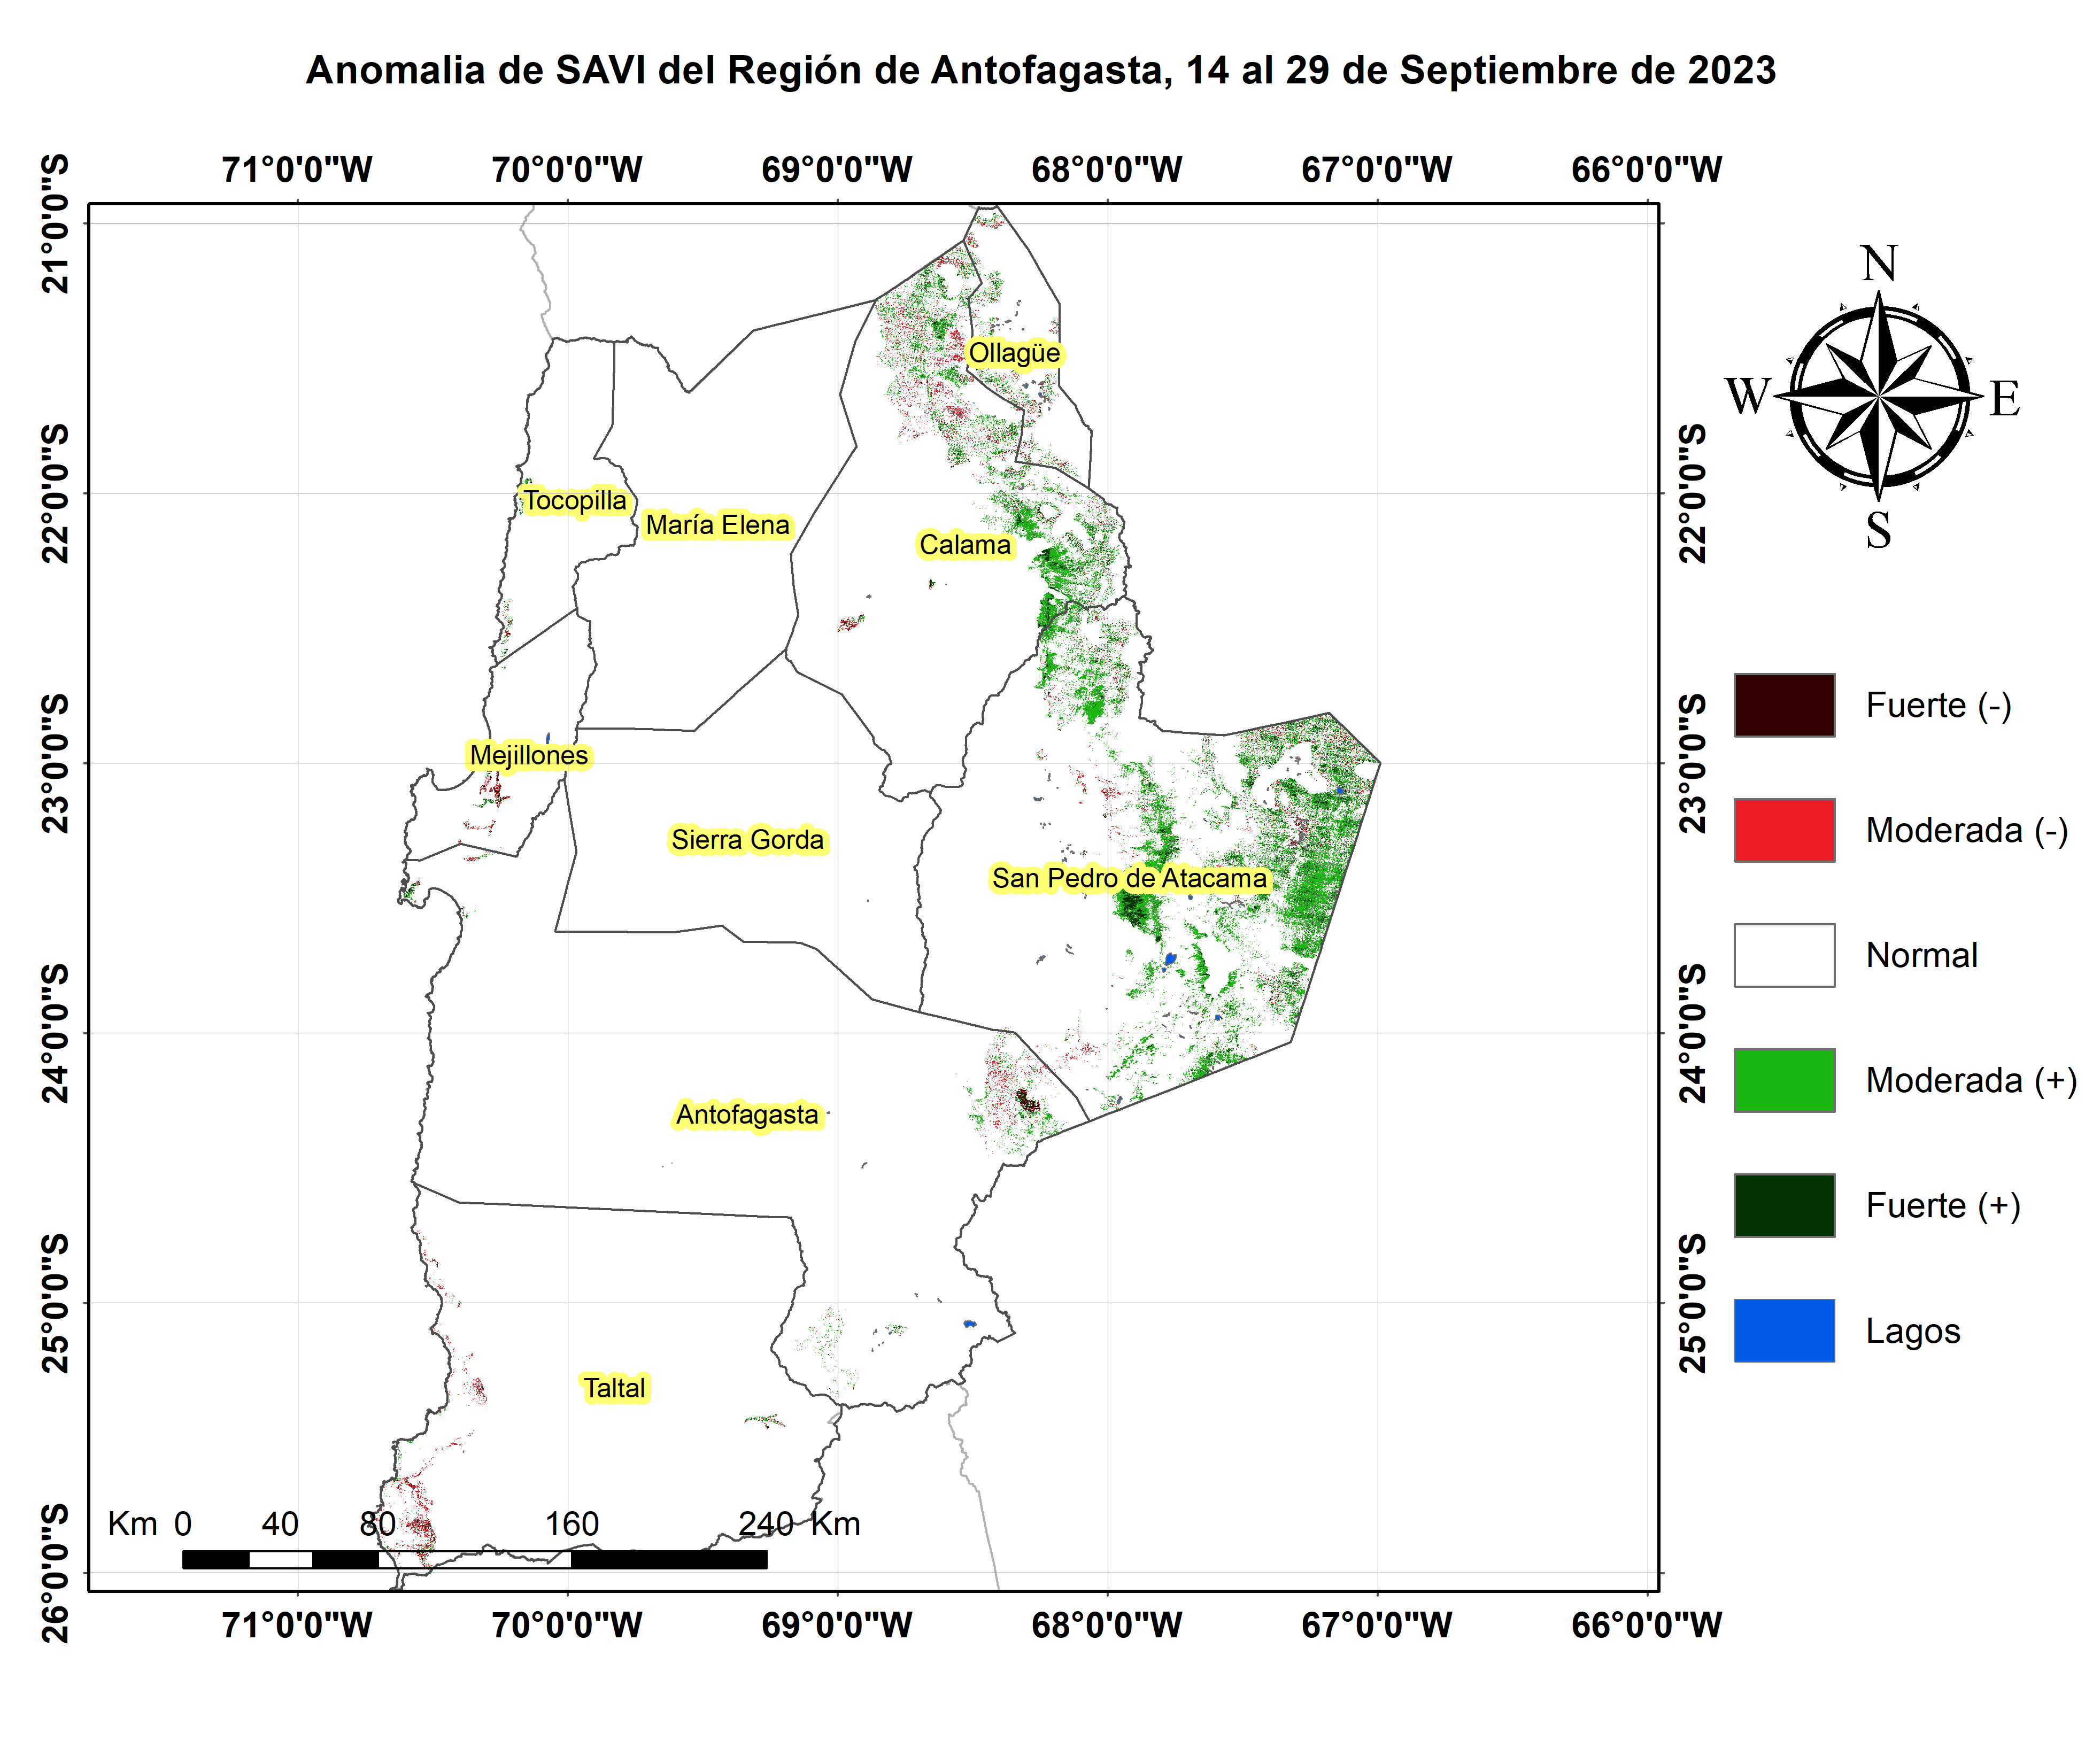 Anomalia de SAVI del Región de Antofagasta, 14 al 29 de Septiembre de 2023
71°0'0"W 70°0'0"W 69°0'0"W 68°0'0"W 67°0'0"W 66°0'0"W
21°0'0"S
22°0'0"S 22°0'0"S
23°0'0"S 23°0'0"S
24°0'0"S 24°0'0"S
25°0'0"S 25°0'0"S
26°0'0"S
Ollagüe
Tocopilla
María Elena
Calama
Mejillones
Sierra Gorda
San Pedro de Atacama
Antofagasta
Taltal
Km 0 40 80 160 240 Km
71°0'0"W 70°0'0"W 69°0'0"W 68°0'0"W 67°0'0"W 66°0'0"W
N
W E
S
Fuerte (-)
Moderada (-)
Normal
Moderada (+)
Fuerte (+)
Lagos